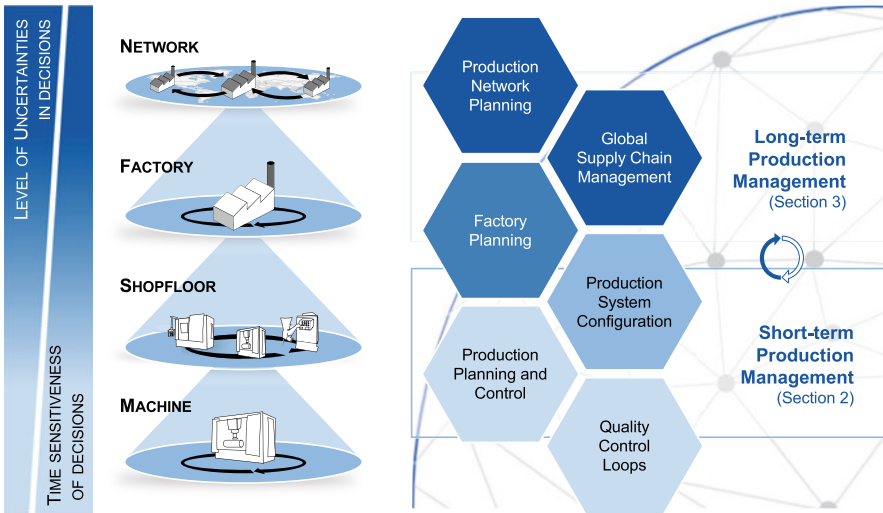 LEVEL OF UNCERTAINTIES
IN DECISIONS
TIME SENSITIVENESS
OF DECISIONS
NETWORK
FACTORY
SHOPFLOOR
MACHINE
Production
Network
Planning
Global
Supply Chain
Management
Factory
Planning
Production
System
Configuration
Production
Planning and
Control
Quality
Control
Loops
Long-term
Production
Management
(Section 3)
Short-term
Production
Management
(Section 2)